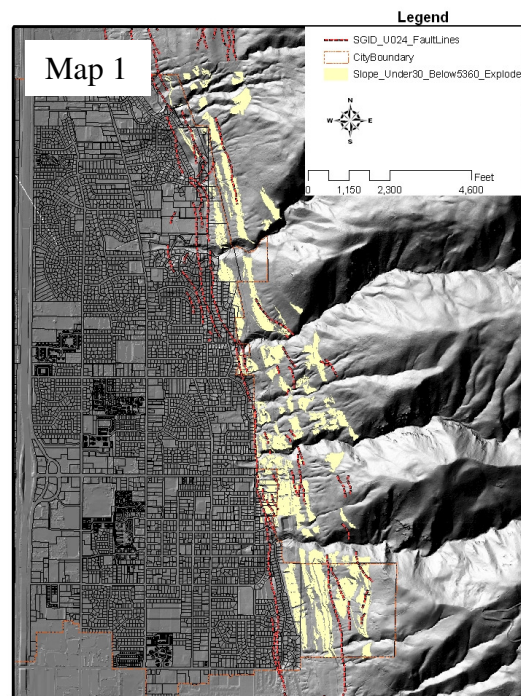 Legend
Map 1
SGID_U024_FaultLines
CityBoundary
Slope_Under30_Below5360_Explode
N
W E
S
Feet
0 1,150 2,300 4,600